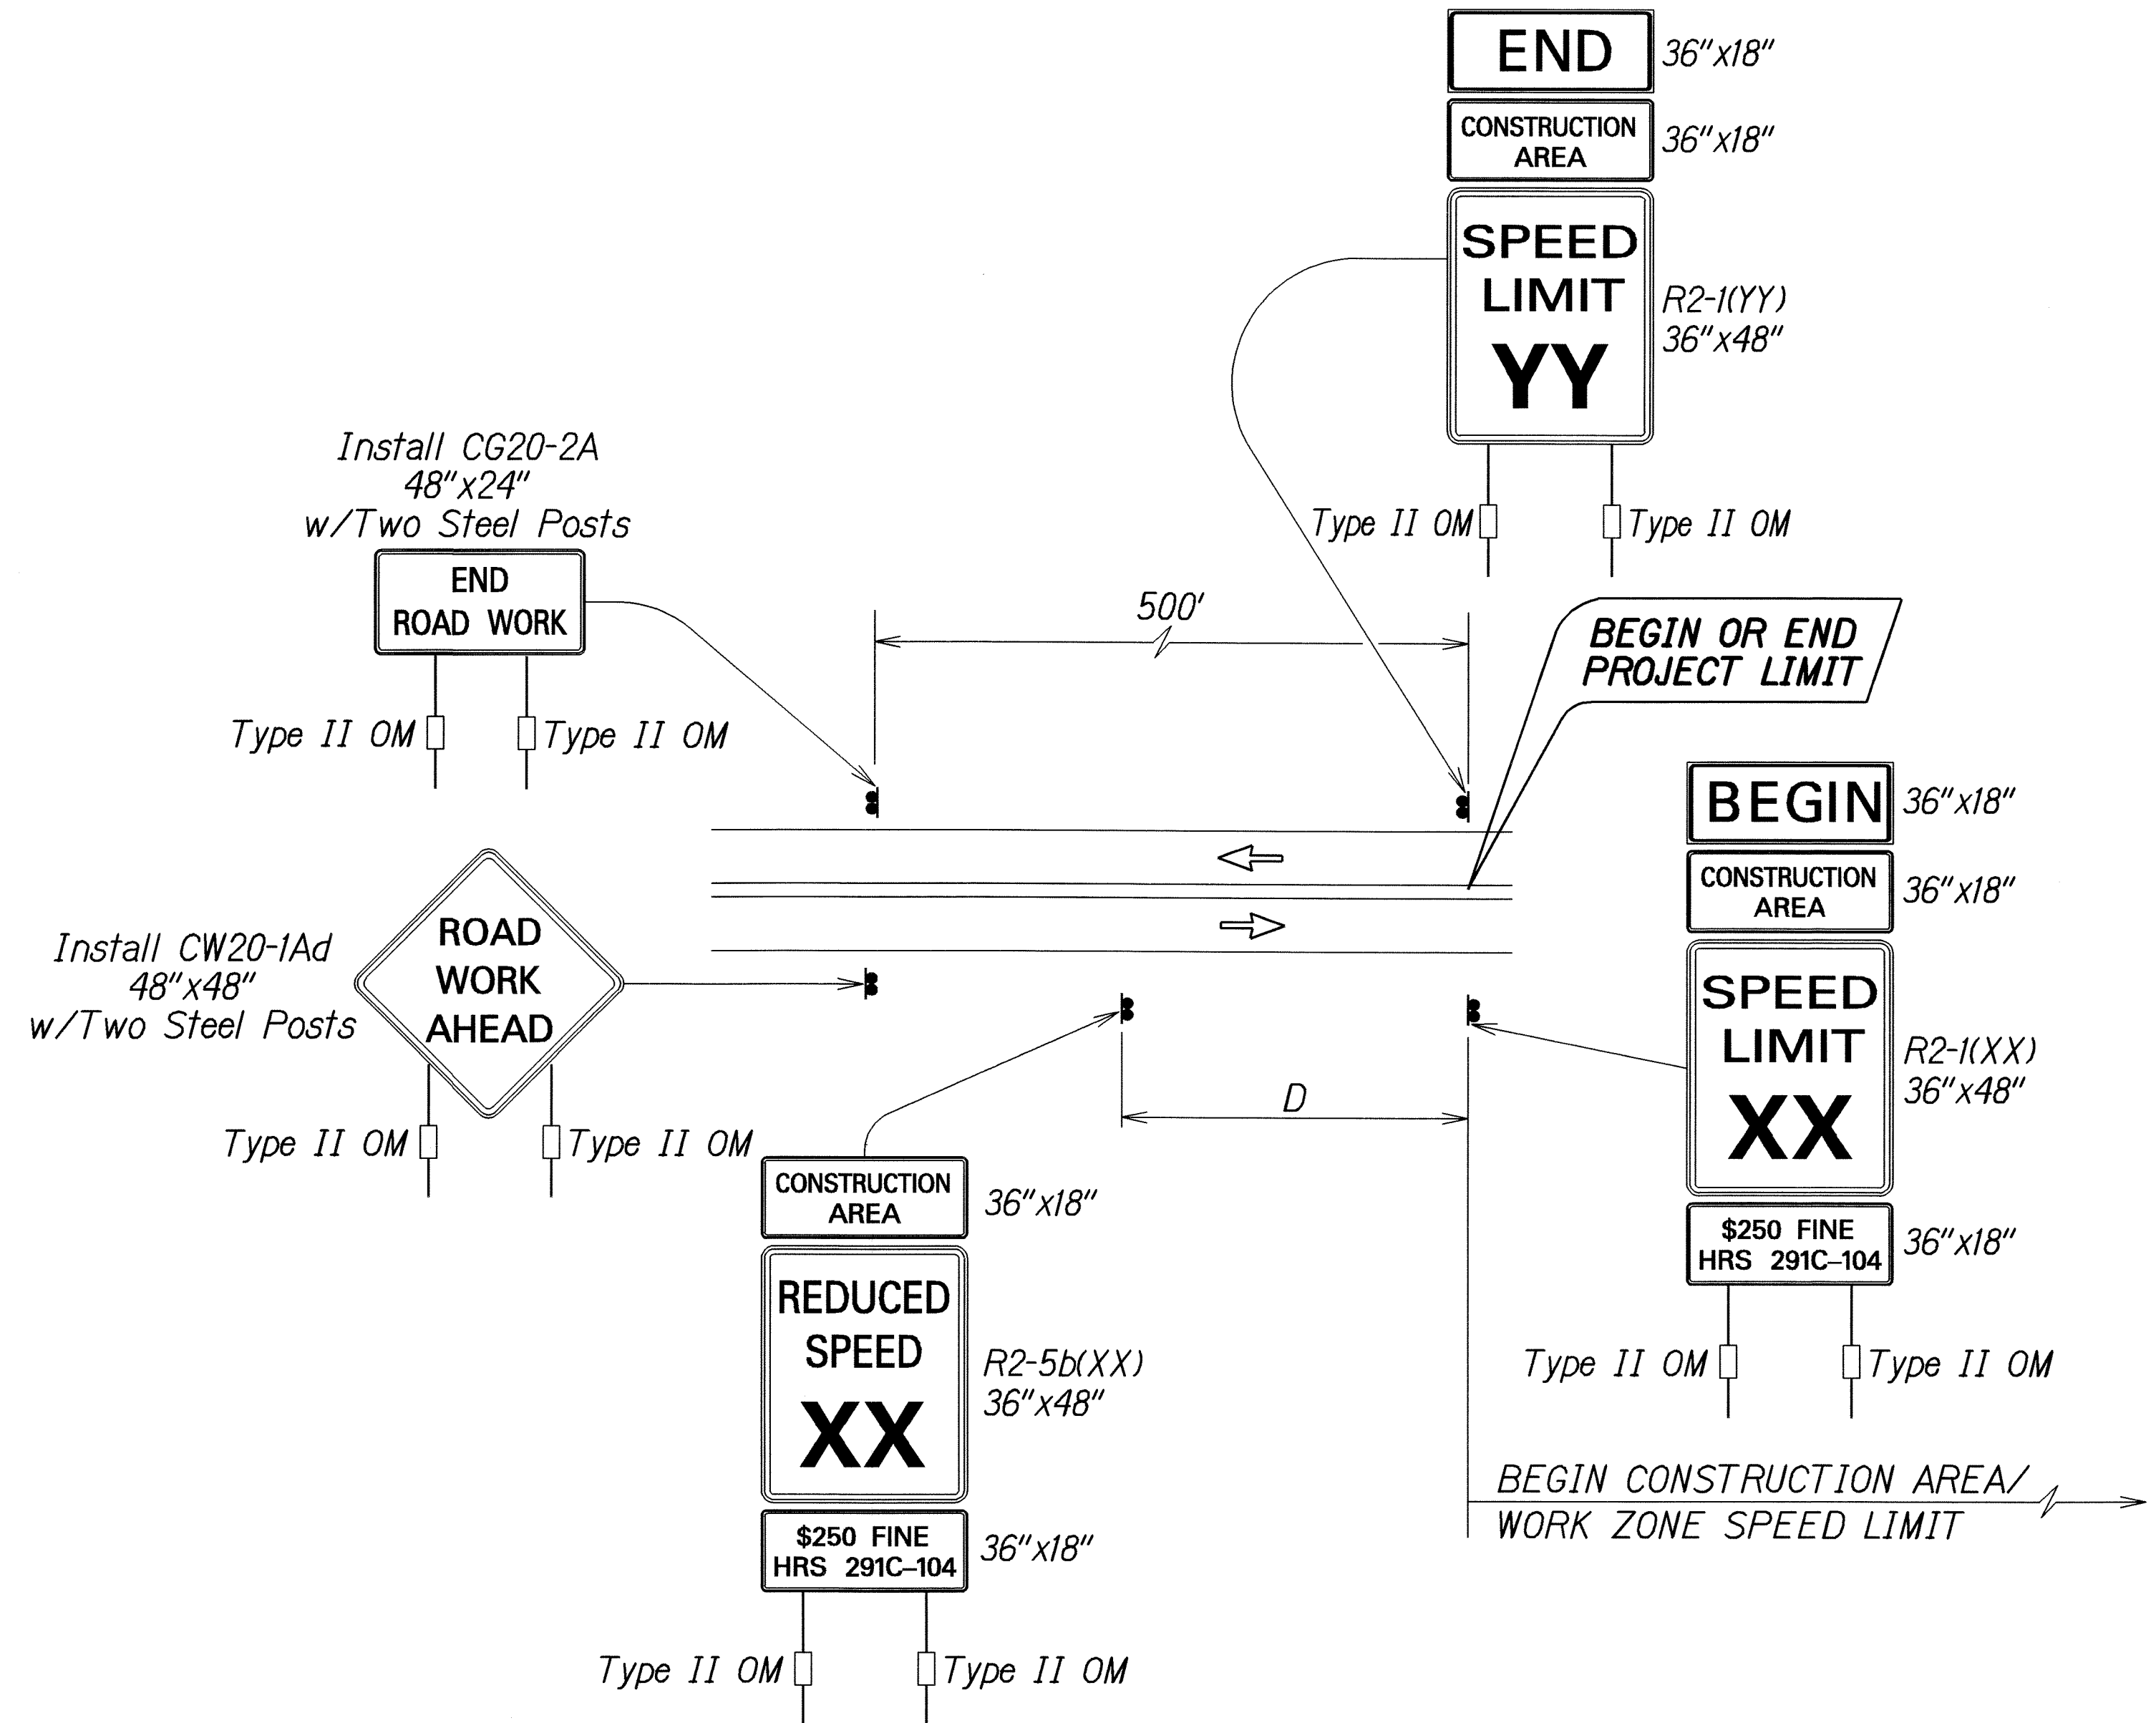 END
36"x18"
CONSTRUCTION
AREA
36"x18"
SPEED
LIMIT
YY
R2-1(YY)
36"x48"
Type II OM
Type II OM
Install CG20-2A
48"x24"
w/Two Steel Posts
END
ROAD WORK
Type II OM
Type II OM
500'
BEGIN OR END
PROJECT LIMIT
BEGIN
36"x18"
CONSTRUCTION
AREA
36"x18"
SPEED
LIMIT
XX
R2-1(XX)
36"x48"
$250 FINE
HRS 291C–104
36"x18"
Type II OM
Type II OM
Install CW20-1Ad
48"x48"
w/Two Steel Posts
ROAD
WORK
AHEAD
Type II OM
Type II OM
D
CONSTRUCTION
AREA
36"x18"
REDUCED
SPEED
XX
R2-5b(XX)
36"x48"
$250 FINE
HRS 291C–104
36"x18"
Type II OM
Type II OM
BEGIN CONSTRUCTION AREA/
WORK ZONE SPEED LIMIT